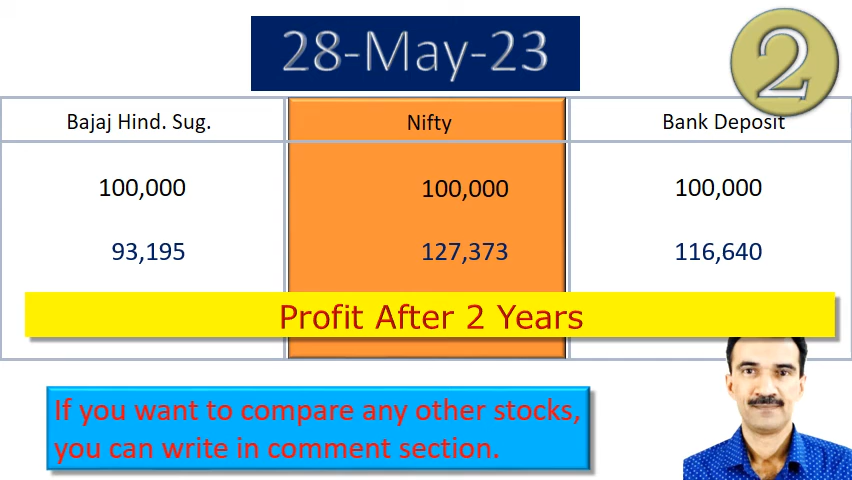 28-May-23
2
Bajaj Hind. Sug. Nifty Bank Deposit
100,000 100,000 100,000
93,195 127,373 116,640
Profit After 2 Years
If you want to compare any other stocks,
you can write in comment section.